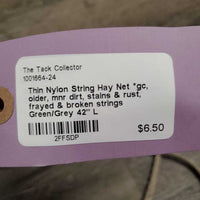 The Tack Collector
1001664-24
Thin Nylon String Hay Net *gc,
older, mnr dirt, stains & rust,
frayed & broken strings
Green/Grey 42" L
$6.50
2FFSDP